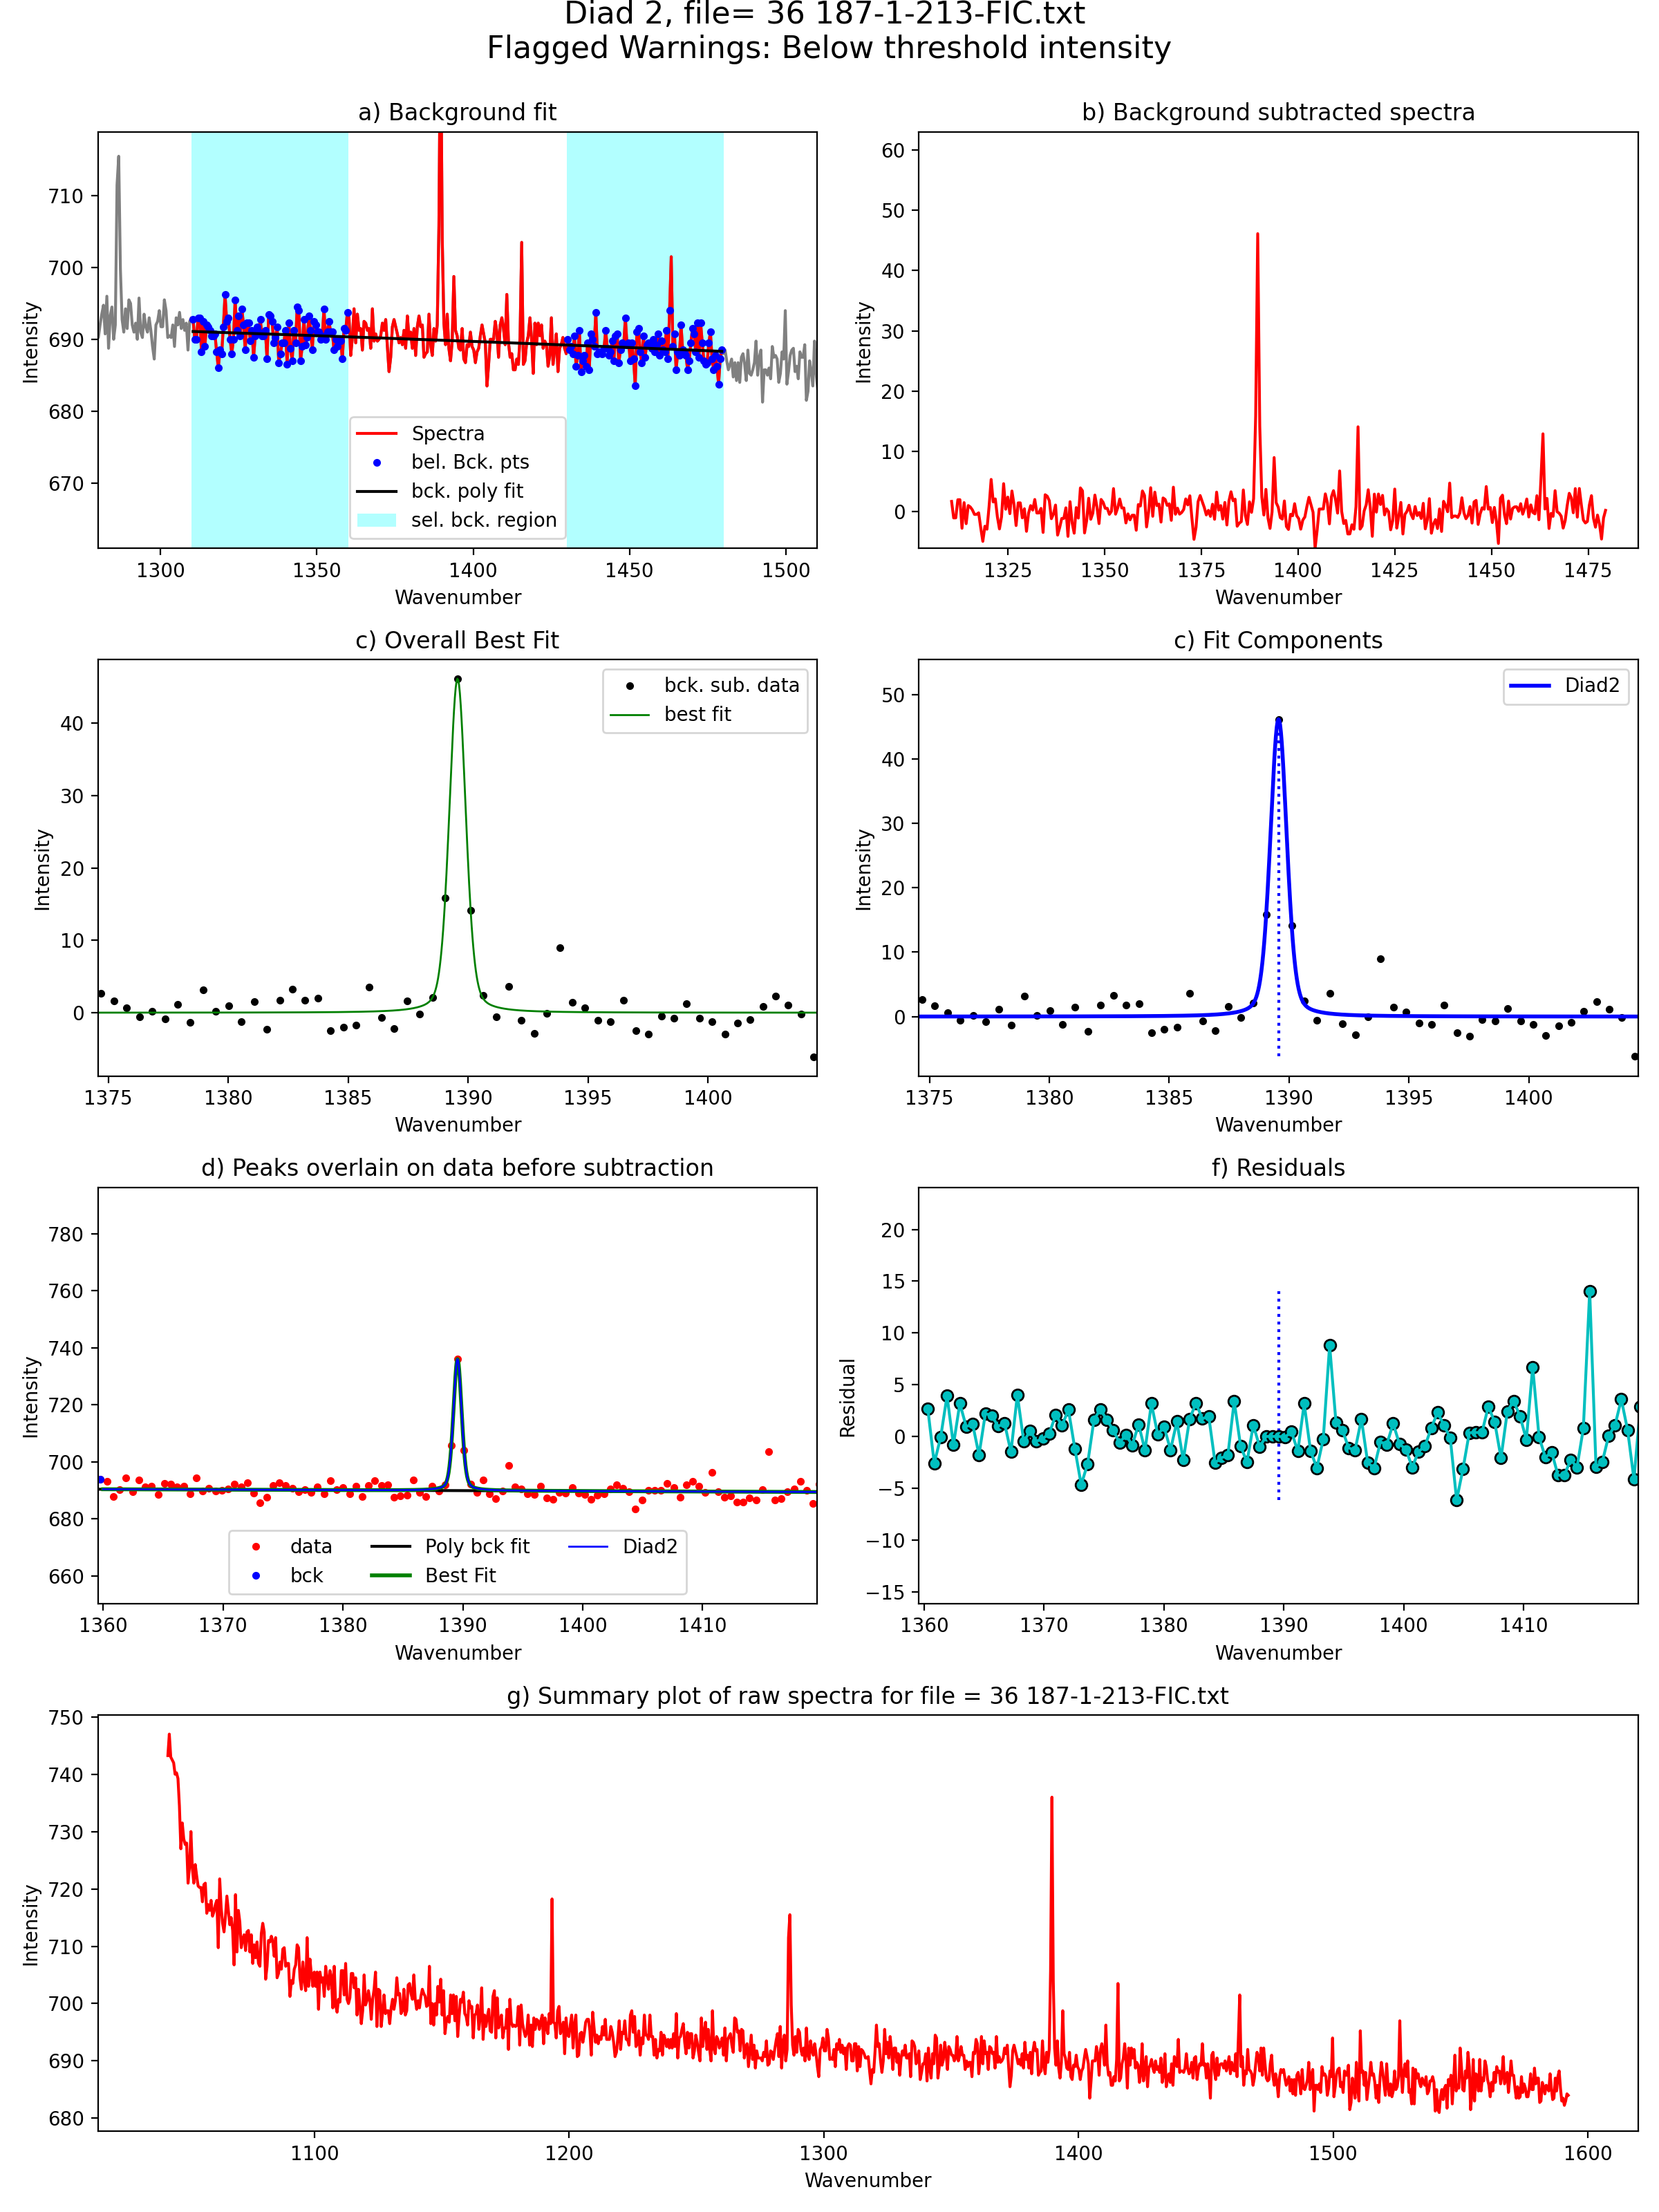 Diad 2, file= 36 187-1-213-FIC.txt
Flagged Warnings: Below threshold intensity
a) Background fit
Intensity
710
700
690
680
670
Spectra
bel. Bck. pts
bck. poly fit
sel. bck. region
1300 1350 1400 1450 1500
Wavenumber
b) Background subtracted spectra
Intensity
60
50
40
30
20
10
0
1325 1350 1375 1400 1425 1450 1475
Wavenumber
c) Overall Best Fit
Intensity
40
30
20
10
0
bck. sub. data
best fit
1375 1380 1385 1390 1395 1400
Wavenumber
c) Fit Components
Intensity
50
40
30
20
10
0
Diad2
1375 1380 1385 1390 1395 1400
Wavenumber
d) Peaks overlain on data before subtraction
Intensity
780
760
740
720
700
680
660
data Poly bck fit Diad2
bck Best Fit
1360 1370 1380 1390 1400 1410
Wavenumber
f) Residuals
Residual
20
15
10
5
0
−5
−10
−15
1360 1370 1380 1390 1400 1410
Wavenumber
g) Summary plot of raw spectra for file = 36 187-1-213-FIC.txt
Intensity
750
740
730
720
710
700
690
680
1100 1200 1300 1400 1500 1600
Wavenumber